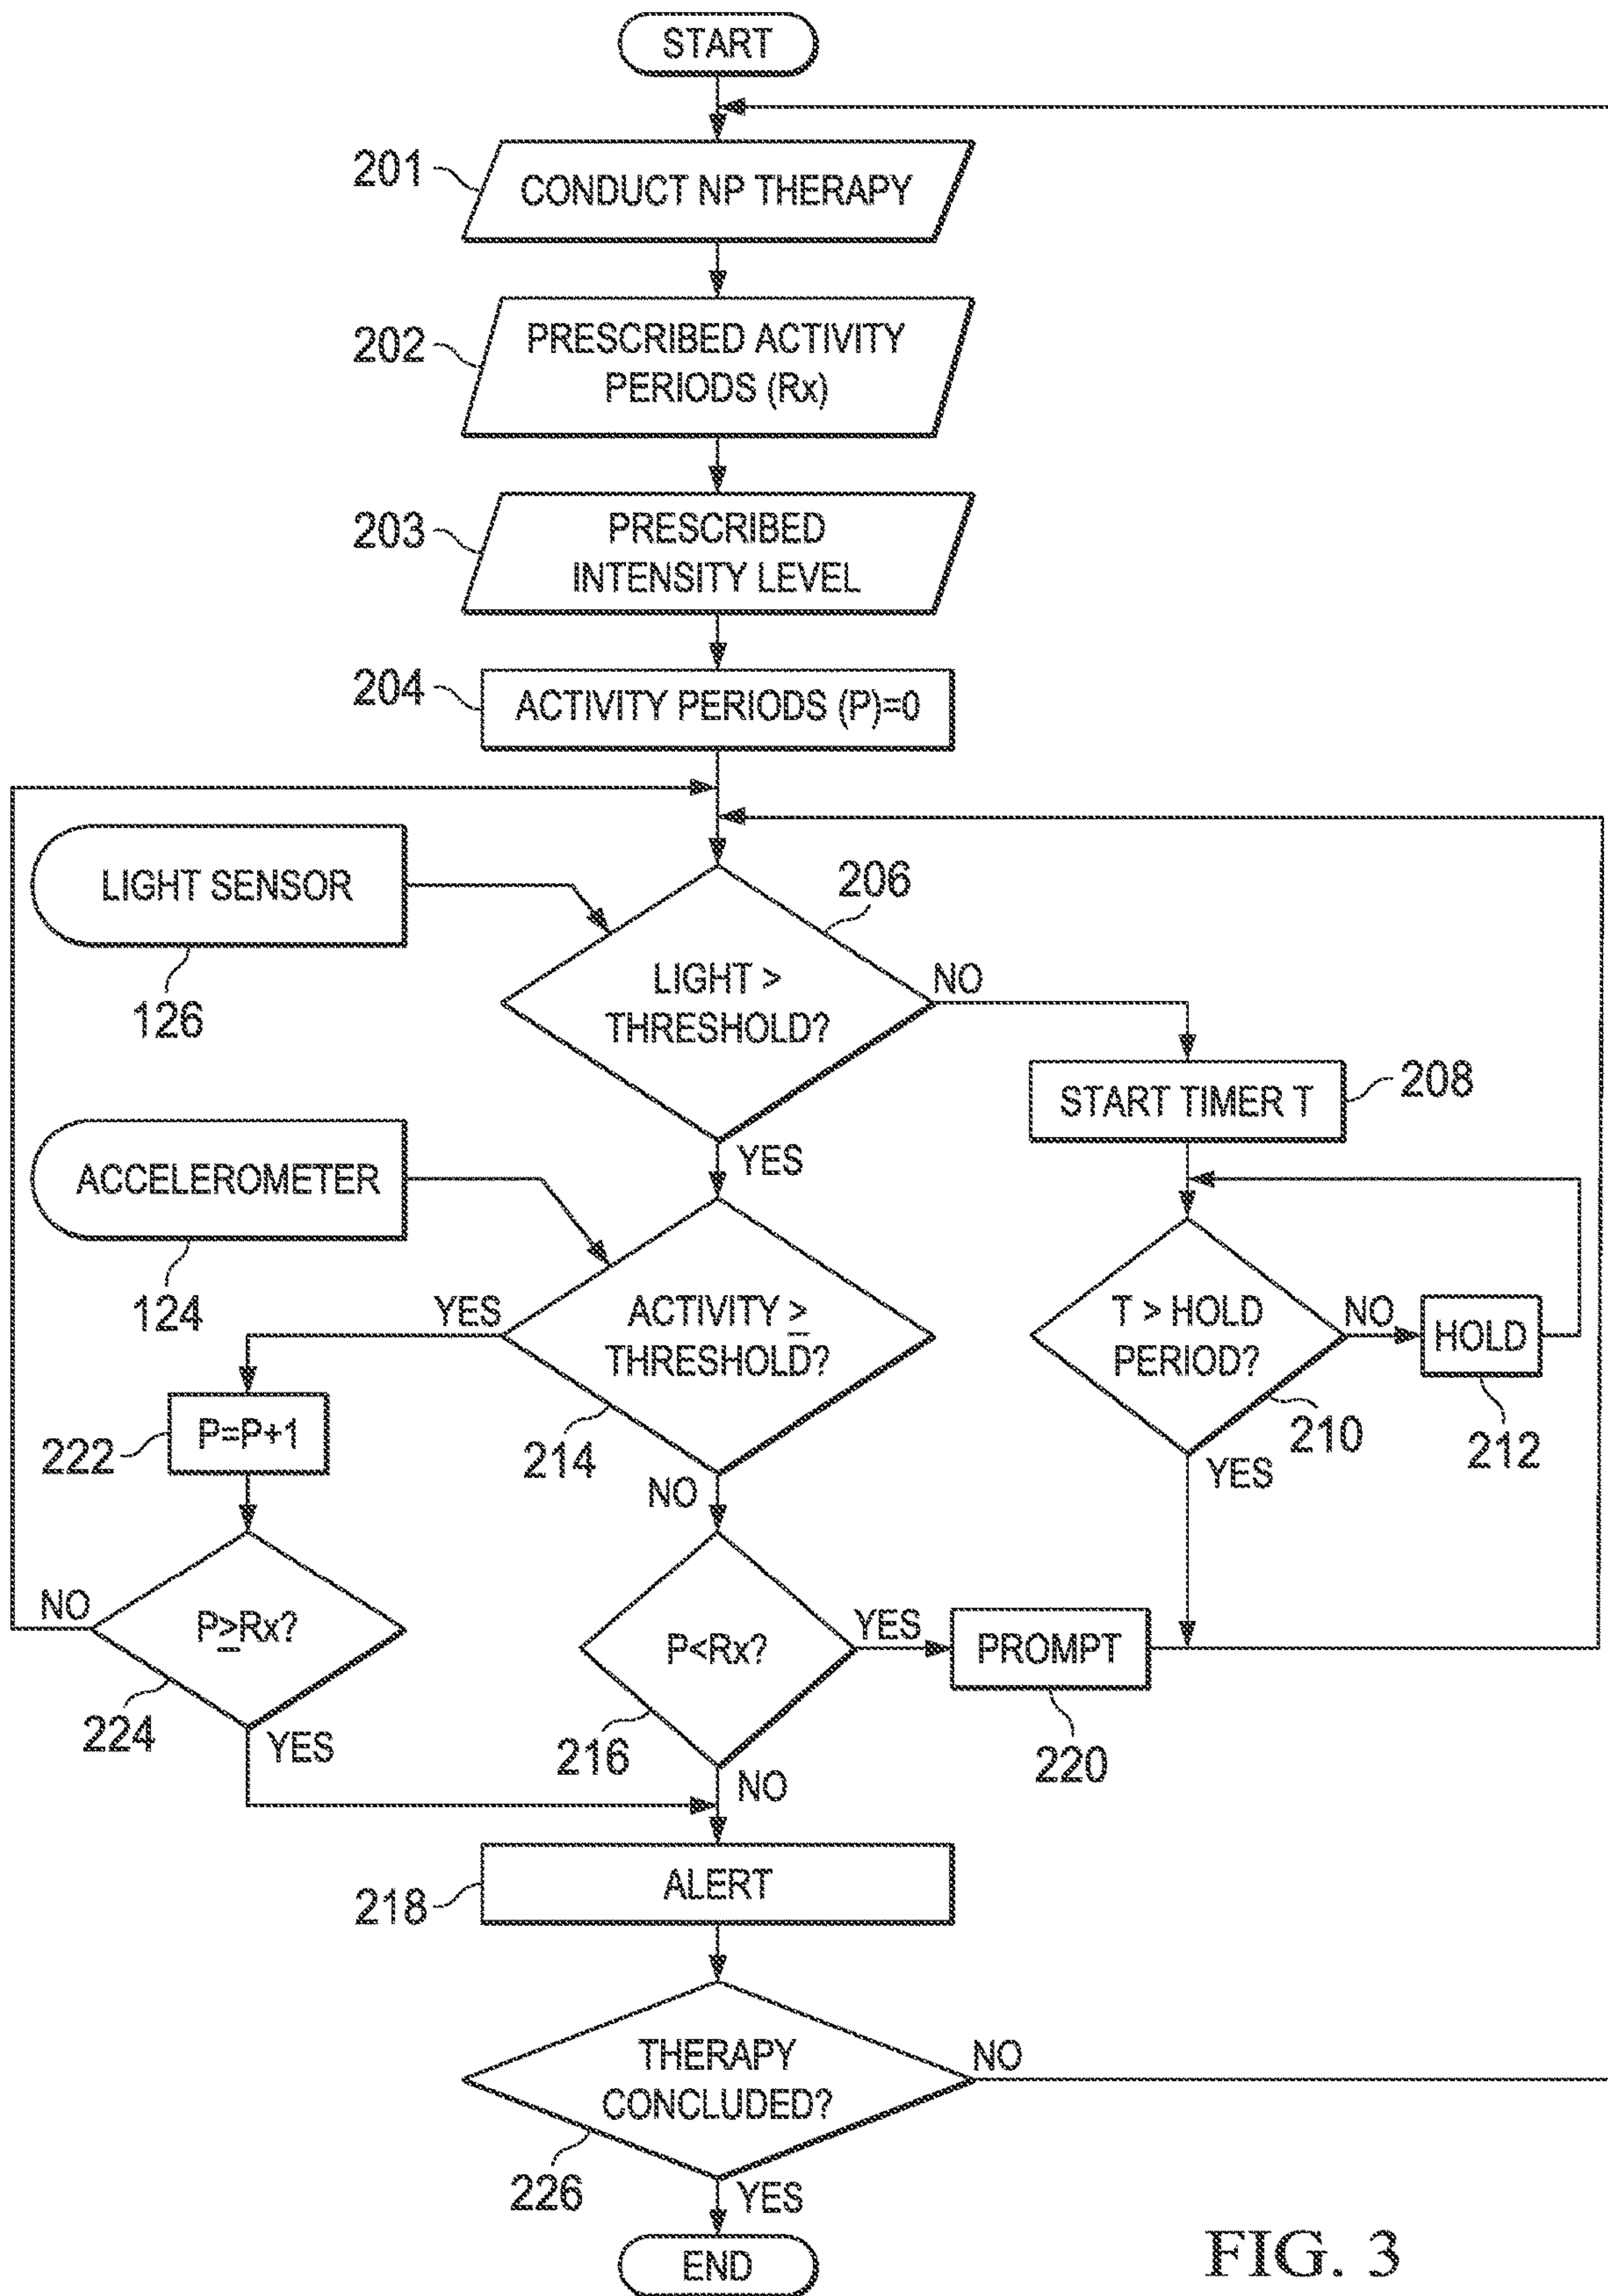 START
201
CONDUCT NP THERAPY
202
PRESCRIBED ACTIVITY
PERIODS (Rx)
203
PRESCRIBED
INTENSITY LEVEL
204
ACTIVITY PERIODS (P)=0
LIGHT SENSOR
126
206
LIGHT >
THRESHOLD?
NO
YES
START TIMER T
208
ACCELEROMETER
124
YES
ACTIVITY ≥
THRESHOLD?
214
NO
T > HOLD
PERIOD?
NO
HOLD
210
212
YES
222
P=P+1
NO
P≥Rx?
224
YES
P<Rx?
YES
216
NO
PROMPT
220
218
ALERT
THERAPY
CONCLUDED?
NO
226
YES
END
FIG. 3